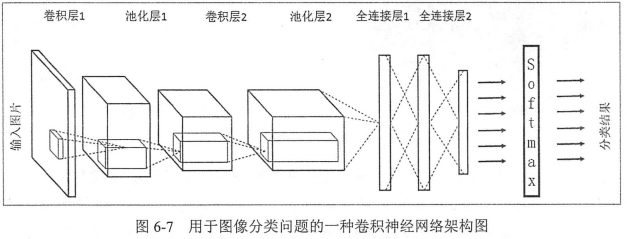 卷积层1 池化层1 卷积层2 池化层2 全连接层1 全连接层2
输入图片
Softmax
分类结果
图 6-7 用于图像分类问题的一种卷积神经网络架构图